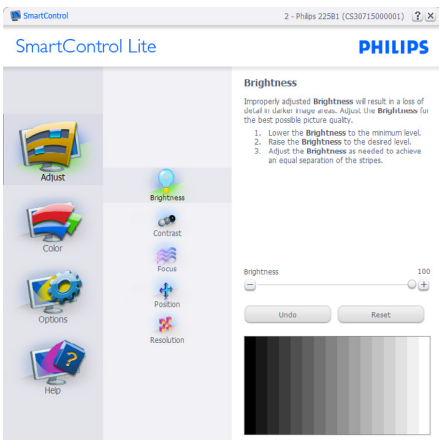 SmartControl
2 - Philips 225B1 (CS30715000001)
SmartControl Lite
PHILIPS
Adjust
Color
Options
Help
Brightness
Contrast
Focus
Position
Resolution
Brightness
Improperly adjusted Brightness will result in a loss of
detail in darker image areas. Adjust the Brightness for
the best possible picture quality.
1. Lower the Brightness to the minimum level.
2. Raise the Brightness to the desired level.
3. Adjust the Brightness as needed to achieve
an equal separation of the stripes.
Brightness 100
Undo Reset